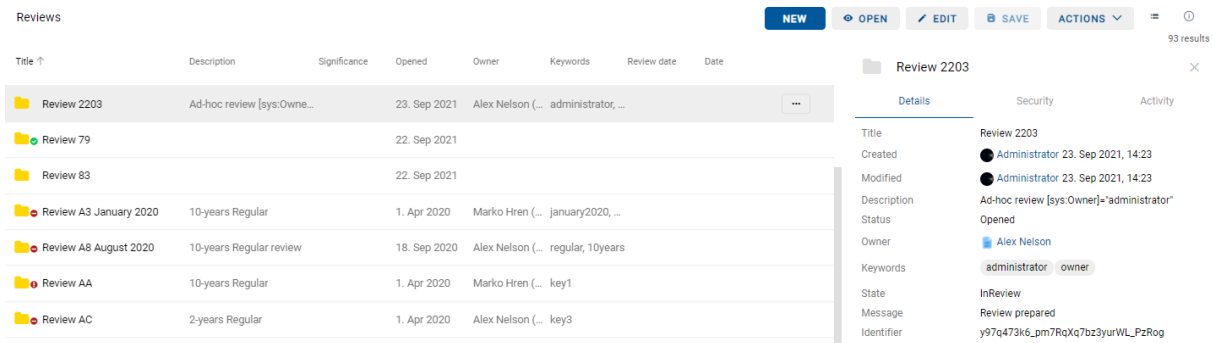 Reviews
NEW OPEN EDIT SAVE ACTIONS
93 results
Title ↑ Description Significance Opened Owner Keywords Review date Date
Review 2203 Ad-hoc review [sys:Owne... 23. Sep 2021 Alex Nelson (... administrator, ... ...
Review 79 22. Sep 2021
Review 83 22. Sep 2021
Review A3 January 2020 10-years Regular 1. Apr 2020 Marko Hren (... january2020, ...
Review A8 August 2020 10-years Regular review 18. Sep 2020 Alex Nelson (... regular, 10years
Review AA 10-years Regular 1. Apr 2020 Marko Hren (... key1
Review AC 2-years Regular 1. Apr 2020 Alex Nelson (... key3
Review 2203
Details Security Activity
Title Review 2203
Created Administrator 23. Sep 2021, 14:23
Modified Administrator 23. Sep 2021, 14:23
Description Ad-hoc review [sys:Owner]="administrator"
Status Opened
Owner Alex Nelson
Keywords administrator owner
State InReview
Message Review prepared
Identifier y97q473k6_pm7RqXq7bz3yurWL_PzRog